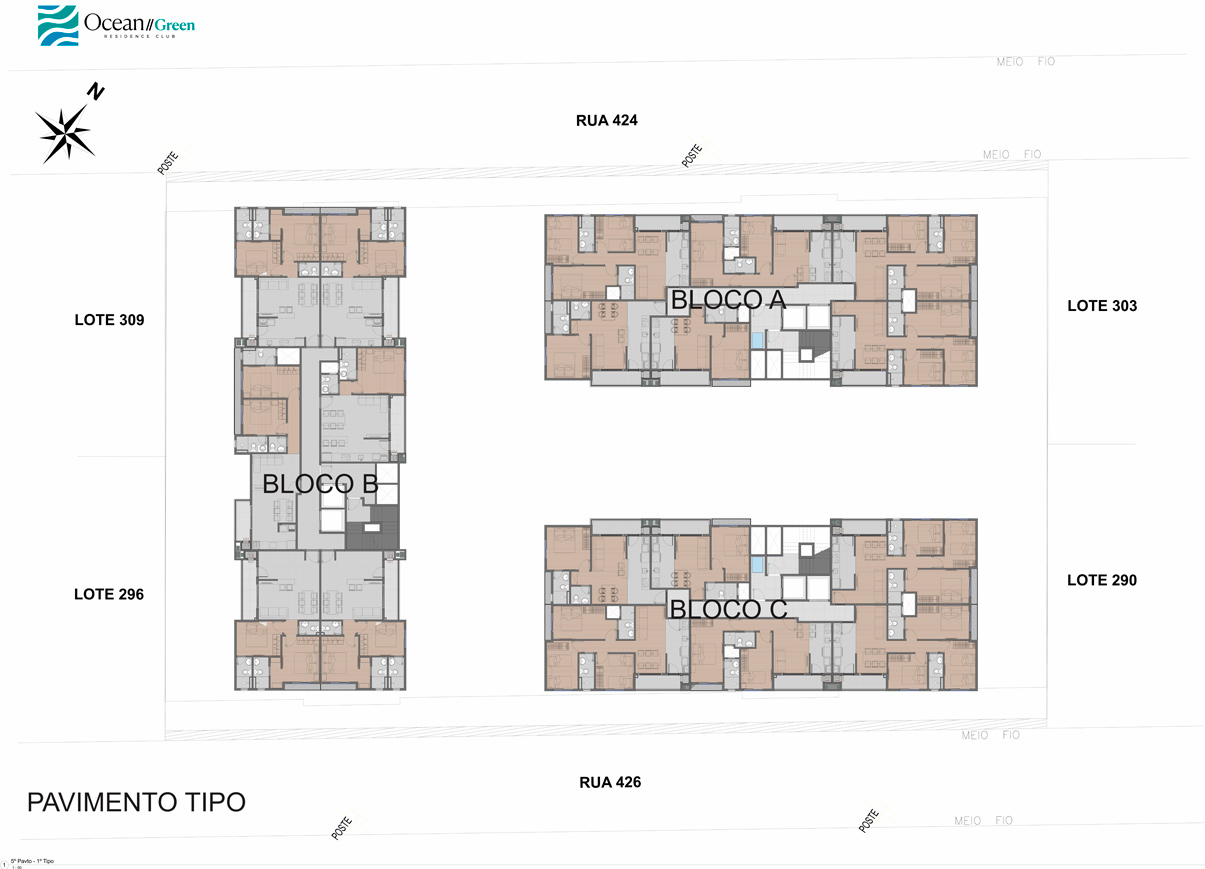 Ocean//Green
RESIDENCE CLUB
MEIO FIO
N
RUA 424
POSTE
POSTE
MEIO FIO
BLOCO A
LOTE 309
LOTE 303
BLOCO B
LOTE 296
LOTE 290
BLOCO C
MEIO FIO
RUA 426
PAVIMENTO TIPO
POSTE
POSTE
MEIO FIO
1
5º Pavto - 1º Tipo